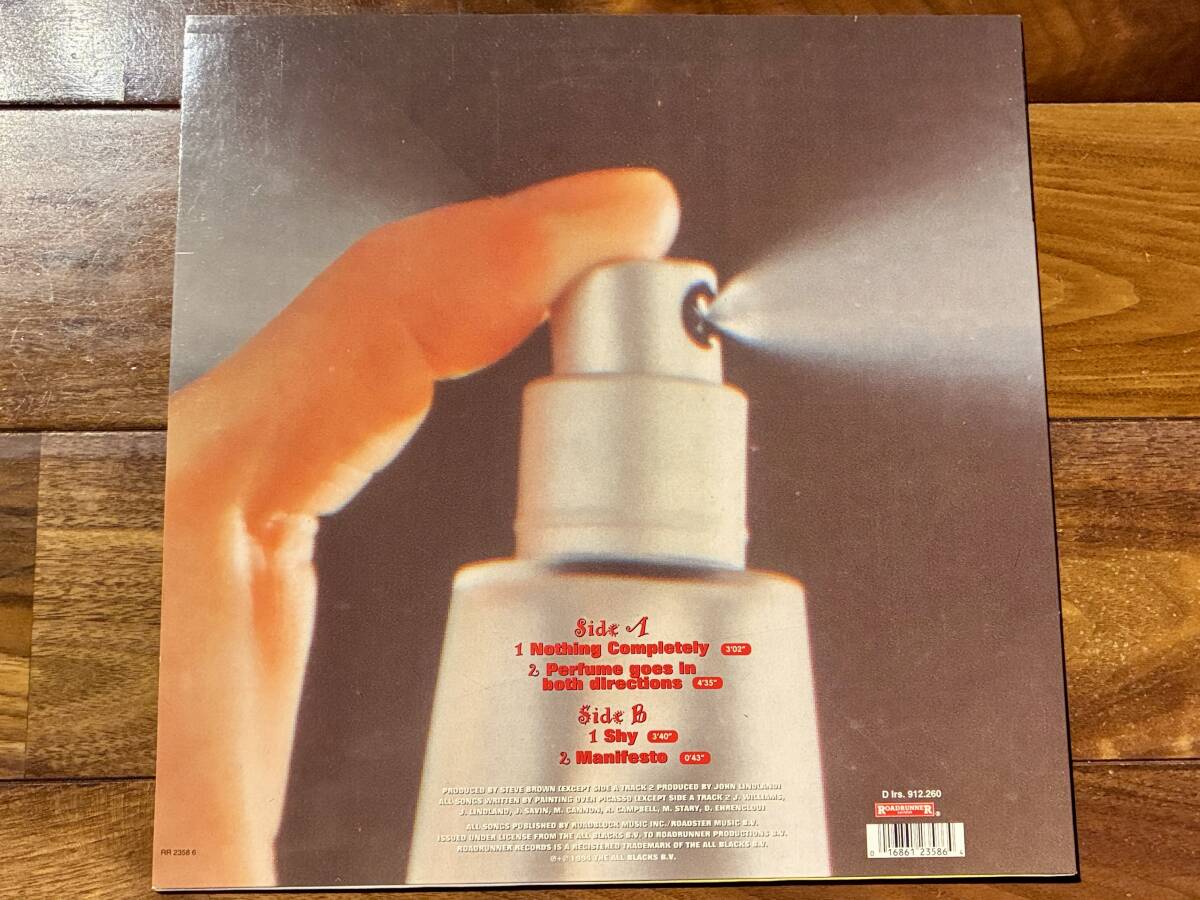 Side A
1 Nothing Completely 3'02"
2 Perfume goes in
both directions 4'35"
Side B
1 Shy 3'40"
2 Manifesto 0'43"
PRODUCED BY STEVE BROWN (EXCEPT SIDE A TRACK 2 PRODUCED BY JOHN LINDLAND)
ALL SONGS WRITTEN BY PAINTING OVER PICASSO (EXCEPT SIDE A TRACK 2 J. WILLIAMS,
J. LINDLAND, J. SAVIN, M. CANNON, R. CAMPBELL, M. STARY, D. EHRENCLOU)
ALL SONGS PUBLISHED BY ROADBLOCK MUSIC INC./ROADSTER MUSIC B.V.
ISSUED UNDER LICENSE FROM THE ALL BLACKS B.V. TO ROADRUNNER PRODUCTIONS B.V.
ROADRUNNER RECORDS IS A REGISTERED TRADEMARK OF THE ALL BLACKS B.V.
℗+© 1994 THE ALL BLACKS B.V.
D Irs. 912.260
ROADRUNNER ®
0 16861 23586 4
RR 2358 6